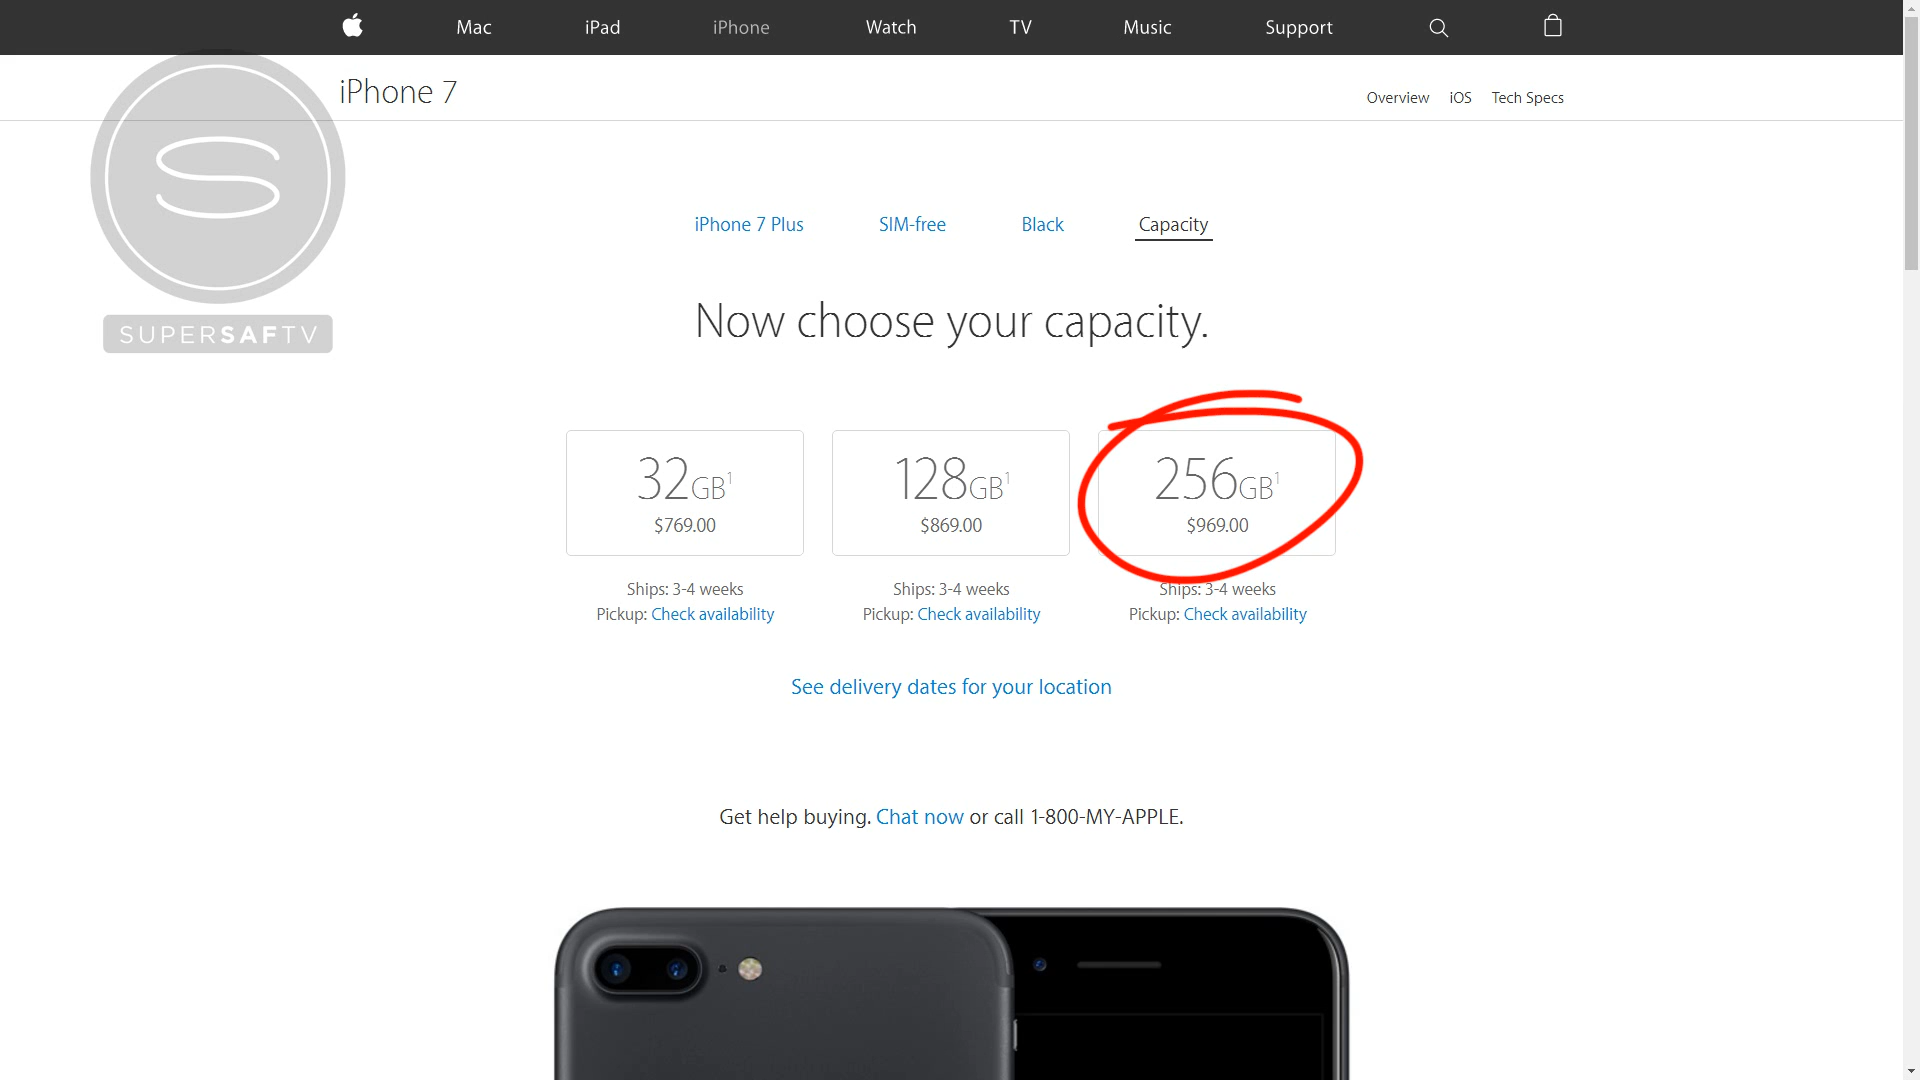 Mac iPad iPhone Watch TV Music Support
iPhone 7
Overview iOS Tech Specs
SUPERSAFTV
iPhone 7 Plus SIM-free Black Capacity
Now choose your capacity.
32GB¹ 128GB¹ 256GB¹
$769.00 $869.00 $969.00
Ships: 3-4 weeks Ships: 3-4 weeks Ships: 3-4 weeks
Pickup: Check availability Pickup: Check availability Pickup: Check availability
See delivery dates for your location
Get help buying. Chat now or call 1-800-MY-APPLE.